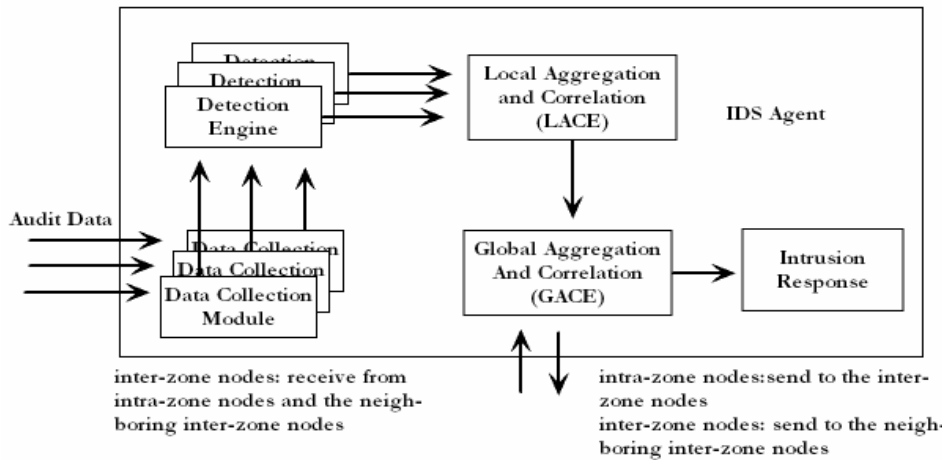 Detection
Detection
Detection
Engine
Local Aggregation
and Correlation
(LACE)
IDS Agent
Audit Data
Data Collection
Data Collection
Data Collection
Module
Global Aggregation
And Correlation
(GACE)
Intrusion
Response
inter-zone nodes: receive from
intra-zone nodes and the neigh-
boring inter-zone nodes
intra-zone nodes:send to the inter-
zone nodes
inter-zone nodes: send to the neigh-
boring inter-zone nodes